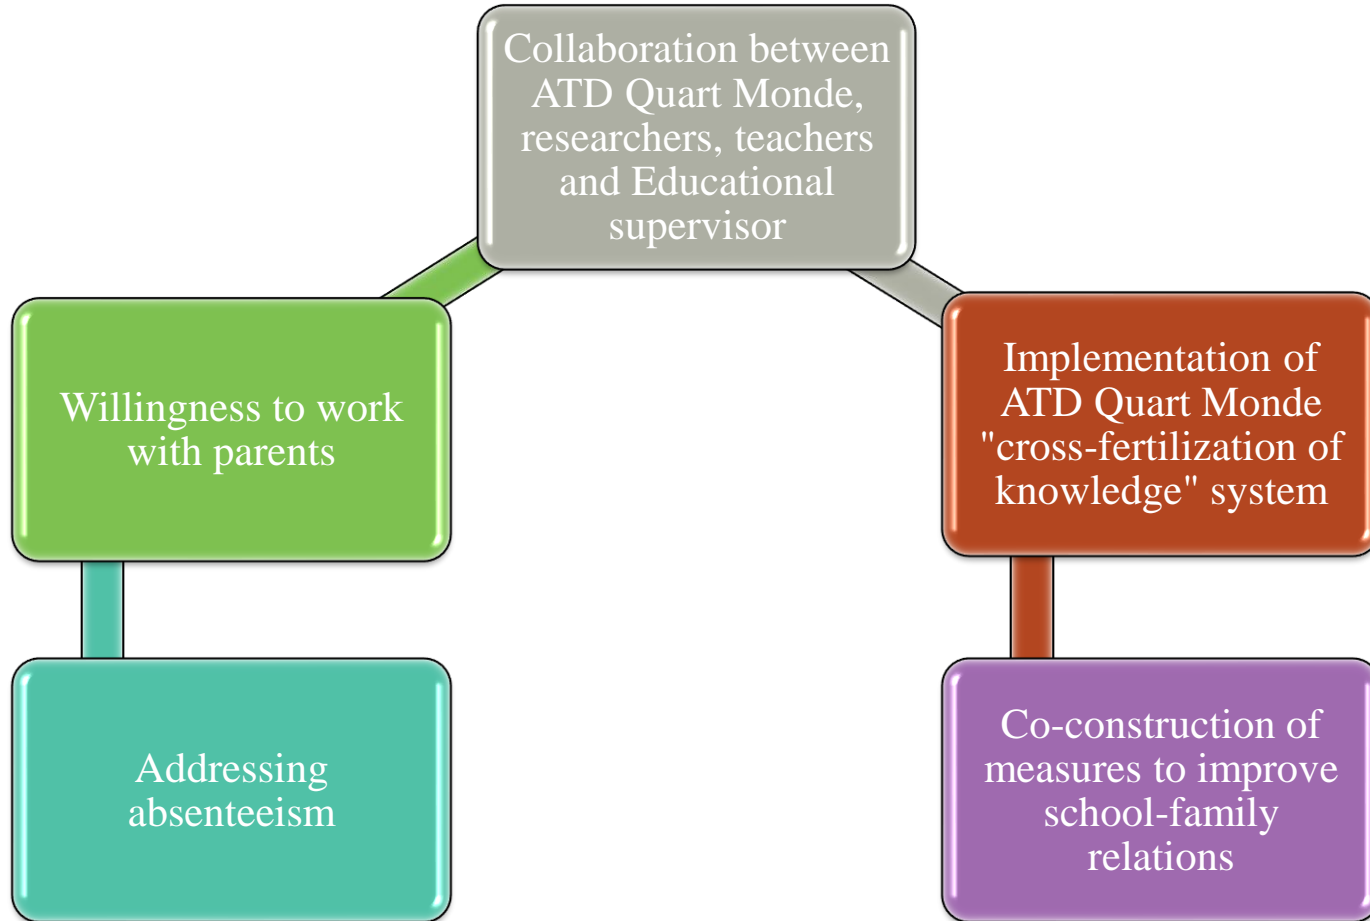 Collaboration between
ATD Quart Monde,
researchers, teachers
and Educational
supervisor
Willingness to work
with parents
Implementation of
ATD Quart Monde
"cross-fertilization of
knowledge" system
Addressing
absenteeism
Co-construction of
measures to improve
school-family
relations